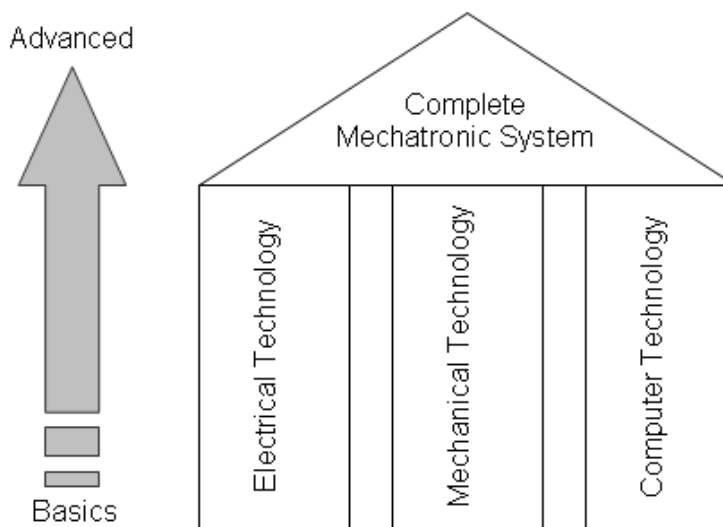 Advanced
Complete
Mechatronic System
Electrical Technology
Mechanical Technology
Computer Technology
Basics